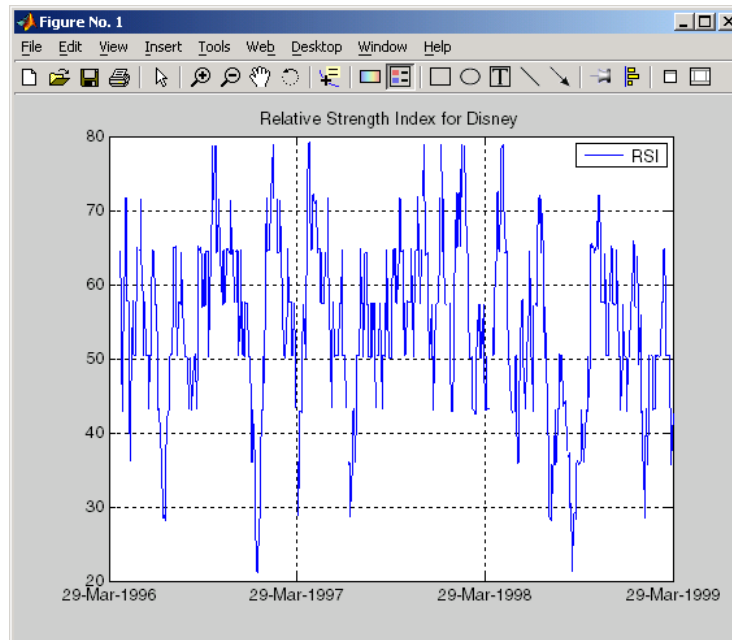 Figure No. 1
File Edit View Insert Tools Web Desktop Window Help
T
Relative Strength Index for Disney
RSI
80
70
60
50
40
30
20
29-Mar-1996 29-Mar-1997 29-Mar-1998 29-Mar-1999